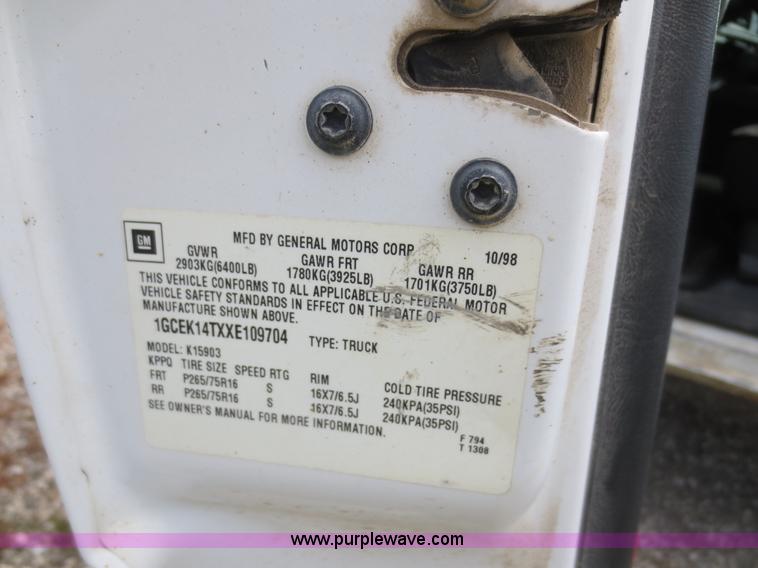 GM
MFD BY GENERAL MOTORS CORP 10/98
GVWR GAWR FRT GAWR RR
2903KG(6400LB) 1780KG(3925LB) 1701KG(3750LB)
THIS VEHICLE CONFORMS TO ALL APPLICABLE U.S. FEDERAL MOTOR
VEHICLE SAFETY STANDARDS IN EFFECT ON THE DATE OF
MANUFACTURE SHOWN ABOVE.
1GCEK14TXXE109704 TYPE: TRUCK
MODEL: K15903
KPPQ TIRE SIZE SPEED RTG RIM COLD TIRE PRESSURE
FRT P265/75R16 S 16X7/6.5J 240KPA(35PSI)
RR P265/75R16 S 16X7/6.5J 240KPA(35PSI)
SEE OWNER'S MANUAL FOR MORE INFORMATION.
F 794
T 1308
www.purplewave.com